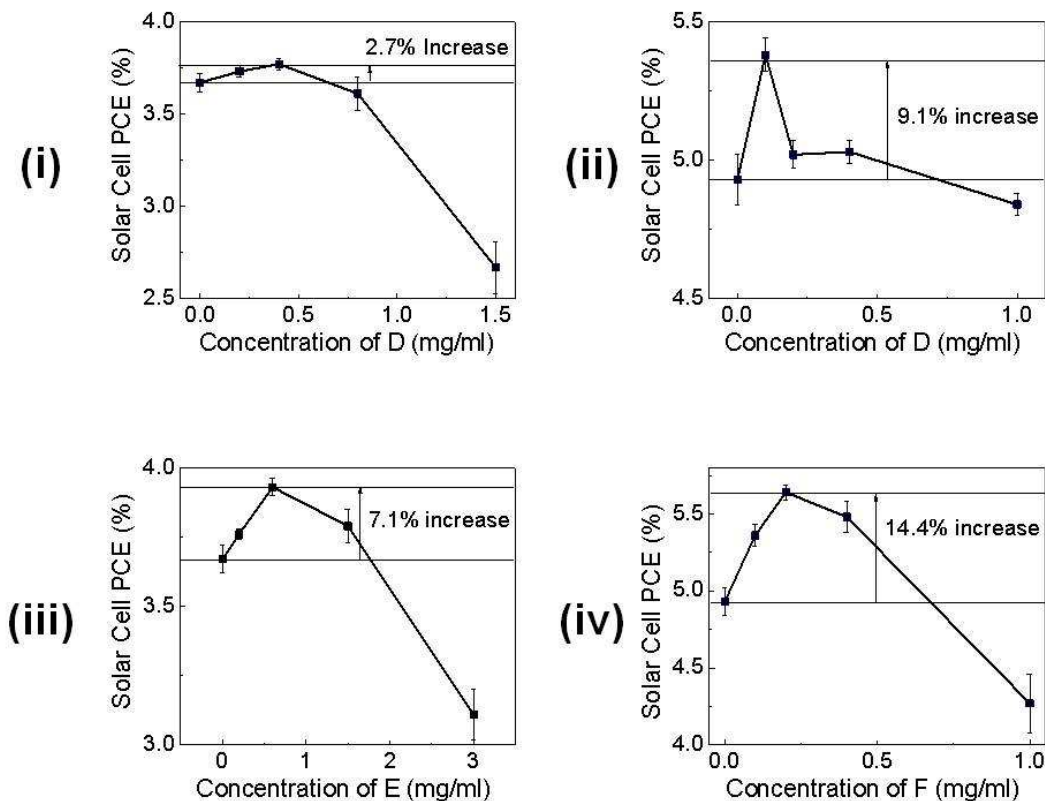 (i)
Solar Cell PCE (%)
4.0
3.5
3.0
2.5
2.7% Increase
0.0 0.5 1.0 1.5
Concentration of D (mg/ml)
(ii)
Solar Cell PCE (%)
5.5
5.0
4.5
9.1% increase
0.0 0.5 1.0
Concentration of D (mg/ml)
(iii)
Solar Cell PCE (%)
4.0
3.5
3.0
7.1% increase
0 1 2 3
Concentration of E (mg/ml)
(iv)
Solar Cell PCE (%)
5.5
5.0
4.5
4.0
14.4% increase
0.0 0.5 1.0
Concentration of F (mg/ml)